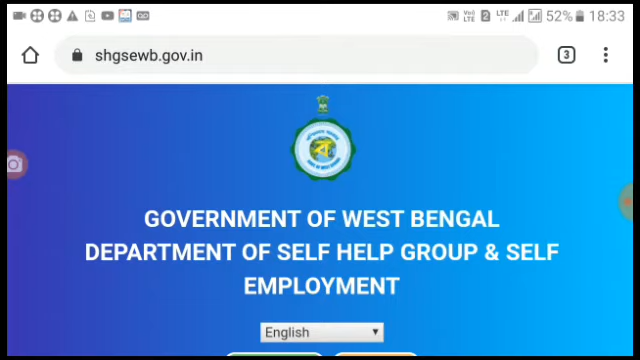 52% 18:33
shgsewb.gov.in
3
GOVERNMENT OF WEST BENGAL
DEPARTMENT OF SELF HELP GROUP & SELF
EMPLOYMENT
English